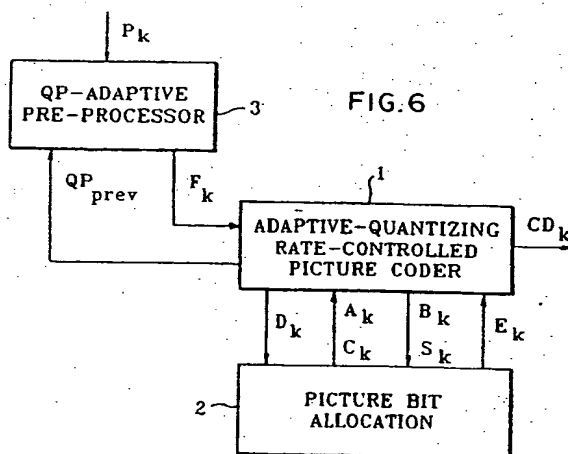 P_k
QP-ADAPTIVE
PRE-PROCESSOR
3
FIG.6
QP_prev
F_k
1
ADAPTIVE-QUANTIZING
RATE-CONTROLLED
PICTURE CODER
CD_k
D_k
A_k
B_k
E_k
C_k
S_k
2
PICTURE BIT
ALLOCATION